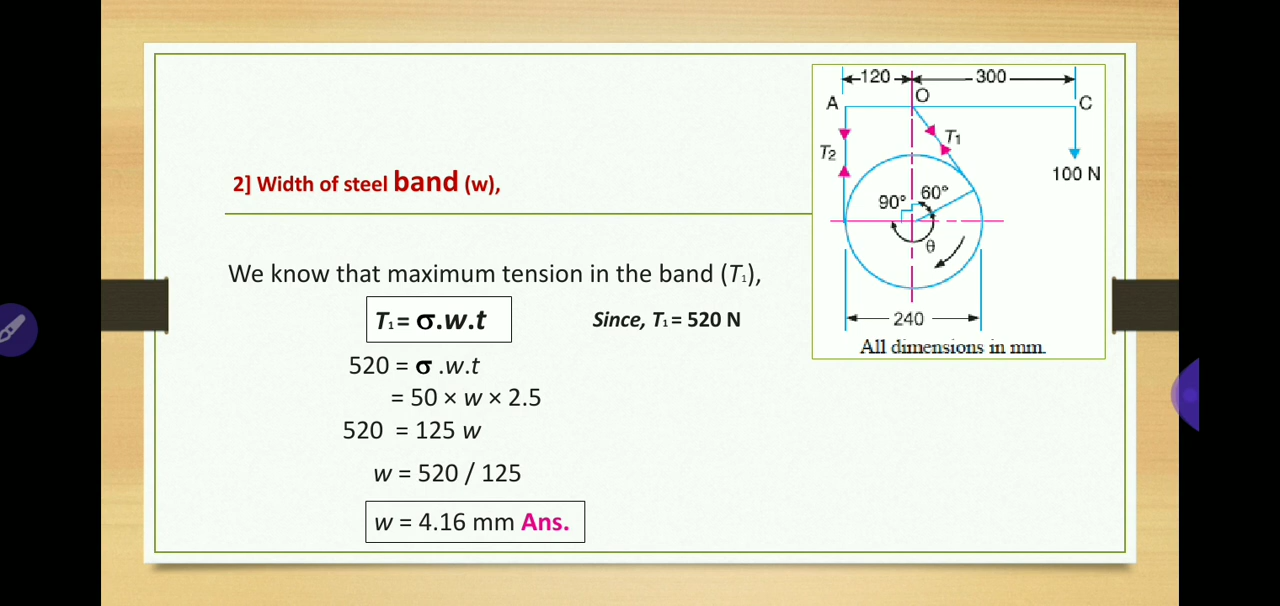 2] Width of steel band (w),
We know that maximum tension in the band (T₁),
T₁ = σ.w.t
Since, T₁ = 520 N
520 = σ .w.t
= 50 × w × 2.5
520 = 125 w
w = 520 / 125
w = 4.16 mm Ans.
120 300
A O C
T₁
T₂
100 N
90° 60°
θ
240
All dimensions in mm.